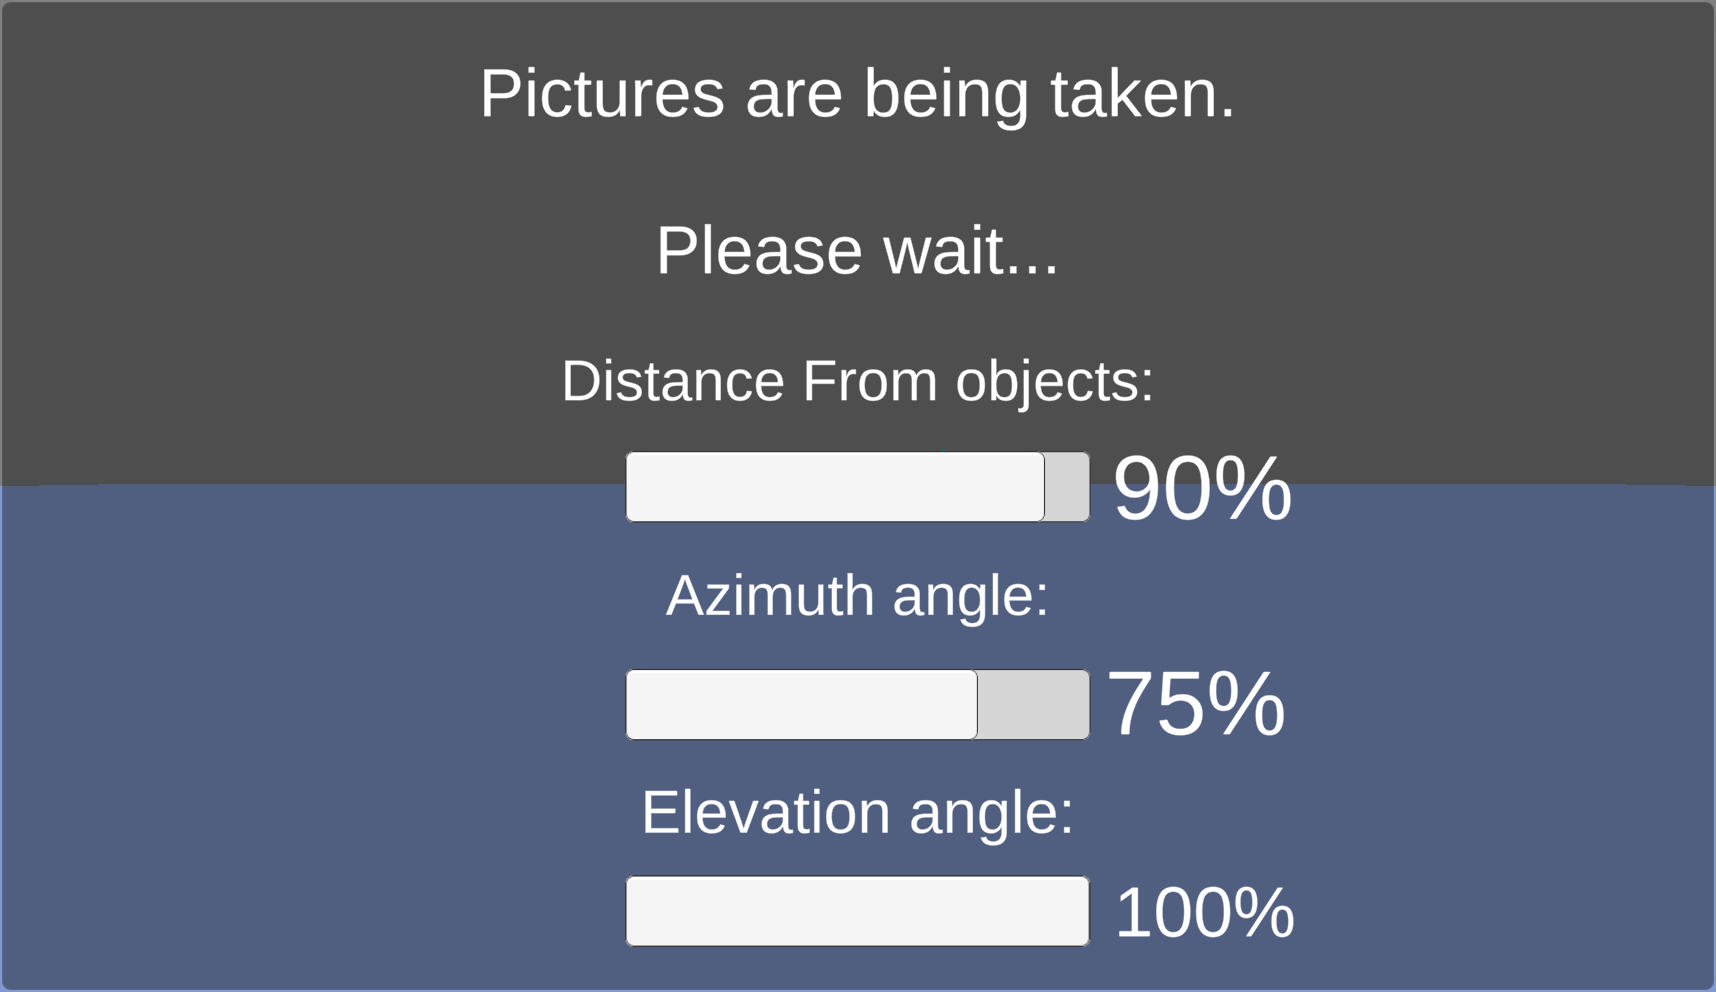 Pictures are being taken.
Please wait...
Distance From objects:
90%
Azimuth angle:
75%
Elevation angle:
100%